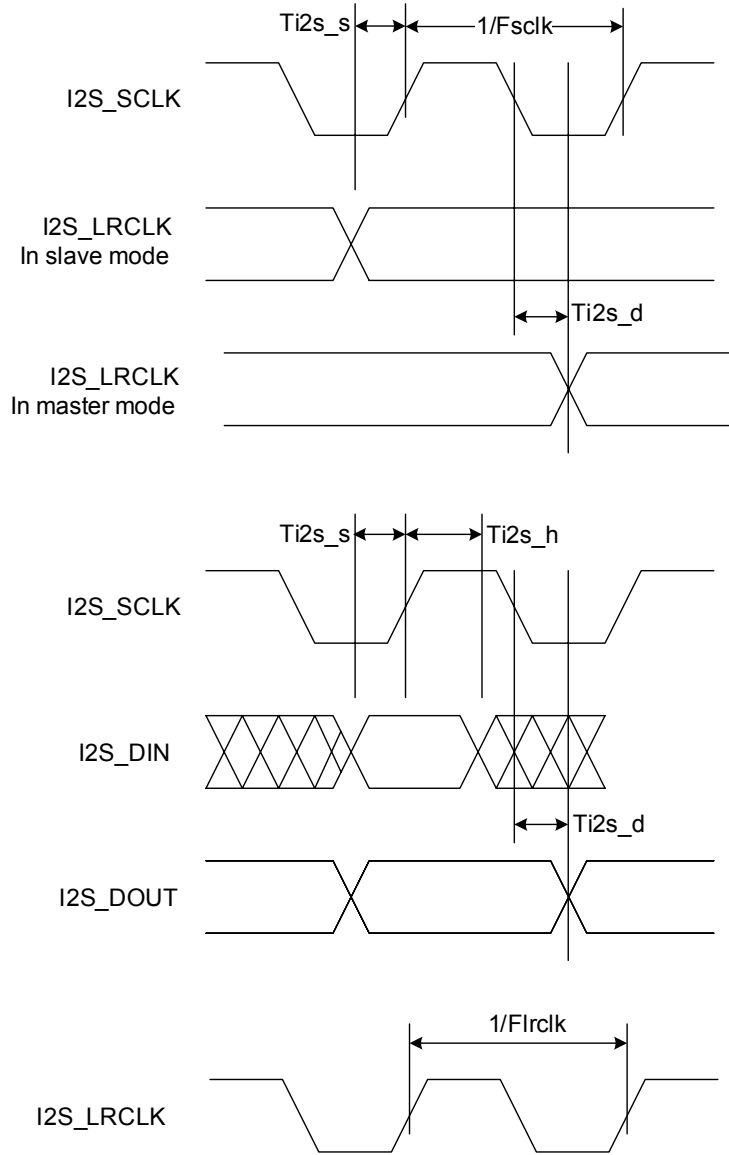 Ti2s_s
1/Fsclk
I2S_SCLK
I2S_LRCLK
In slave mode
Ti2s_d
I2S_LRCLK
In master mode
Ti2s_s
Ti2s_h
I2S_SCLK
I2S_DIN
Ti2s_d
I2S_DOUT
1/Flrclk
I2S_LRCLK